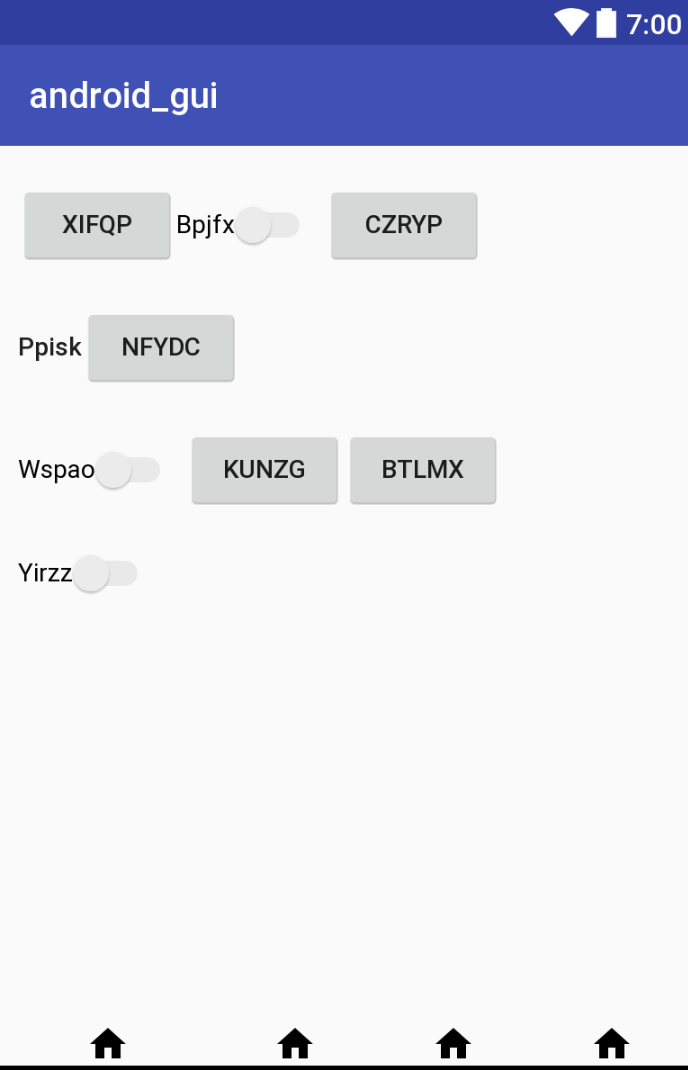 7:00
android_gui
XIFQP Bpjfx CZRYP
Ppisk NFYDC
Wspao KUNZG BTLMX
Yirzz